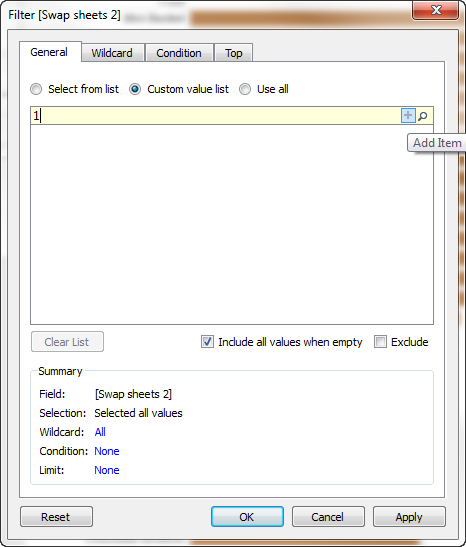 Filter [Swap sheets 2]
General Wildcard Condition Top
Select from list Custom value list Use all
1
Add Item
Clear List Include all values when empty Exclude
Summary
Field: [Swap sheets 2]
Selection: Selected all values
Wildcard: All
Condition: None
Limit: None
Reset OK Cancel Apply